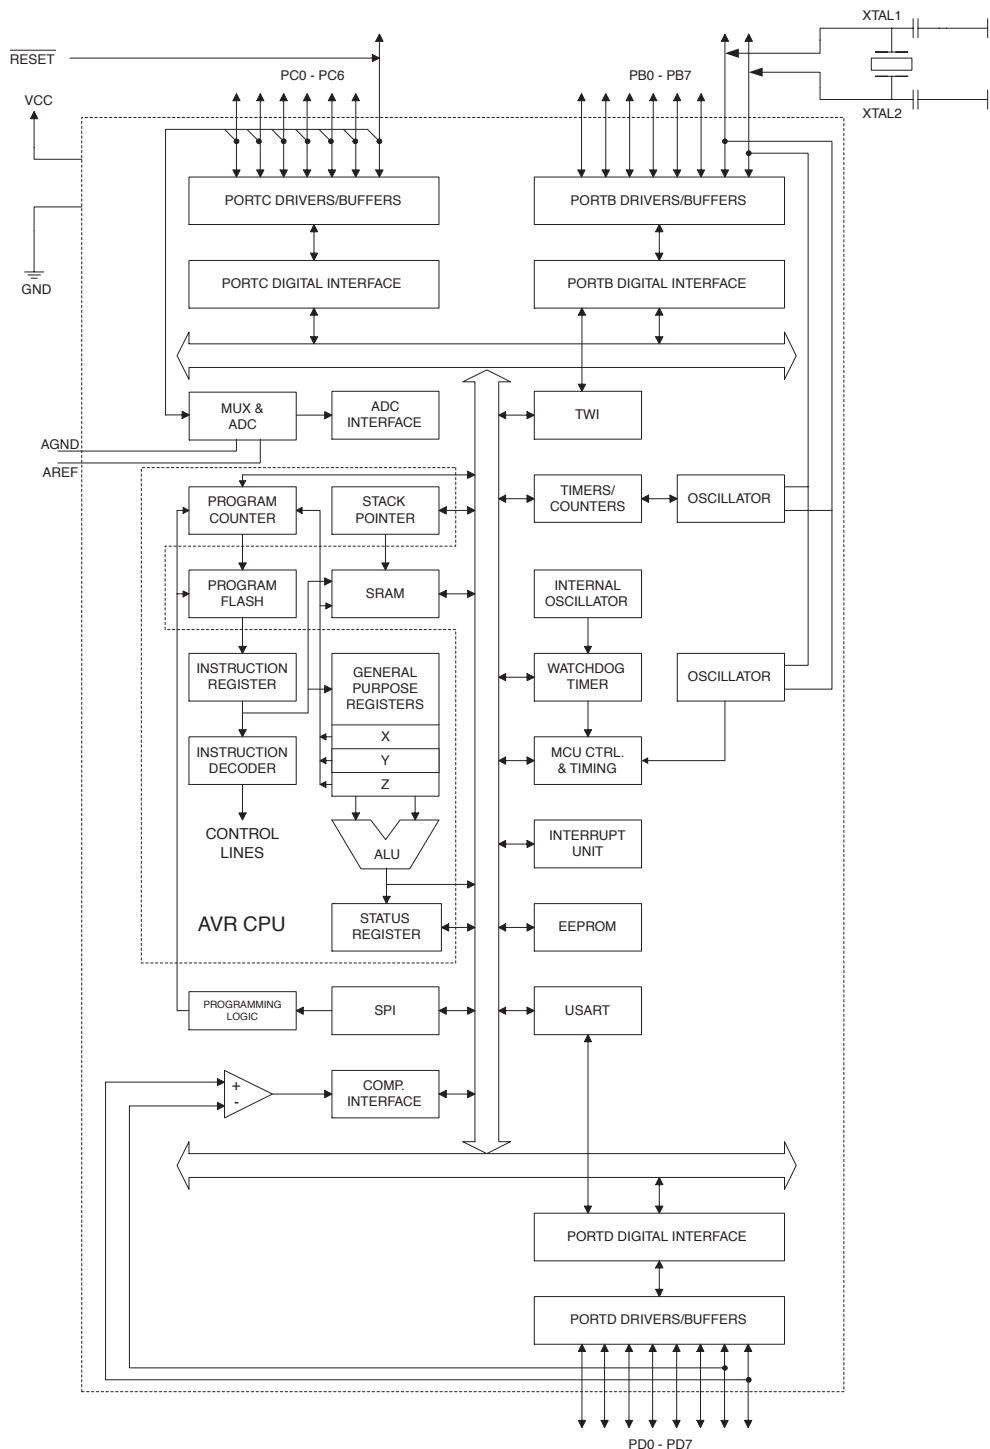 XTAL1
RESET
PC0 - PC6
PB0 - PB7
VCC
XTAL2
PORTC DRIVERS/BUFFERS
PORTB DRIVERS/BUFFERS
PORTC DIGITAL INTERFACE
PORTB DIGITAL INTERFACE
GND
MUX &
ADC
ADC
INTERFACE
TWI
AGND
AREF
PROGRAM
COUNTER
STACK
POINTER
TIMERS/
COUNTERS
OSCILLATOR
PROGRAM
FLASH
SRAM
INTERNAL
OSCILLATOR
INSTRUCTION
REGISTER
GENERAL
PURPOSE
REGISTERS
WATCHDOG
TIMER
OSCILLATOR
X
INSTRUCTION
DECODER
Y
MCU CTRL.
& TIMING
Z
CONTROL
LINES
ALU
INTERRUPT
UNIT
AVR CPU
STATUS
REGISTER
EEPROM
PROGRAMMING
LOGIC
SPI
USART
+
-
COMP.
INTERFACE
PORTD DIGITAL INTERFACE
PORTD DRIVERS/BUFFERS
PD0 - PD7